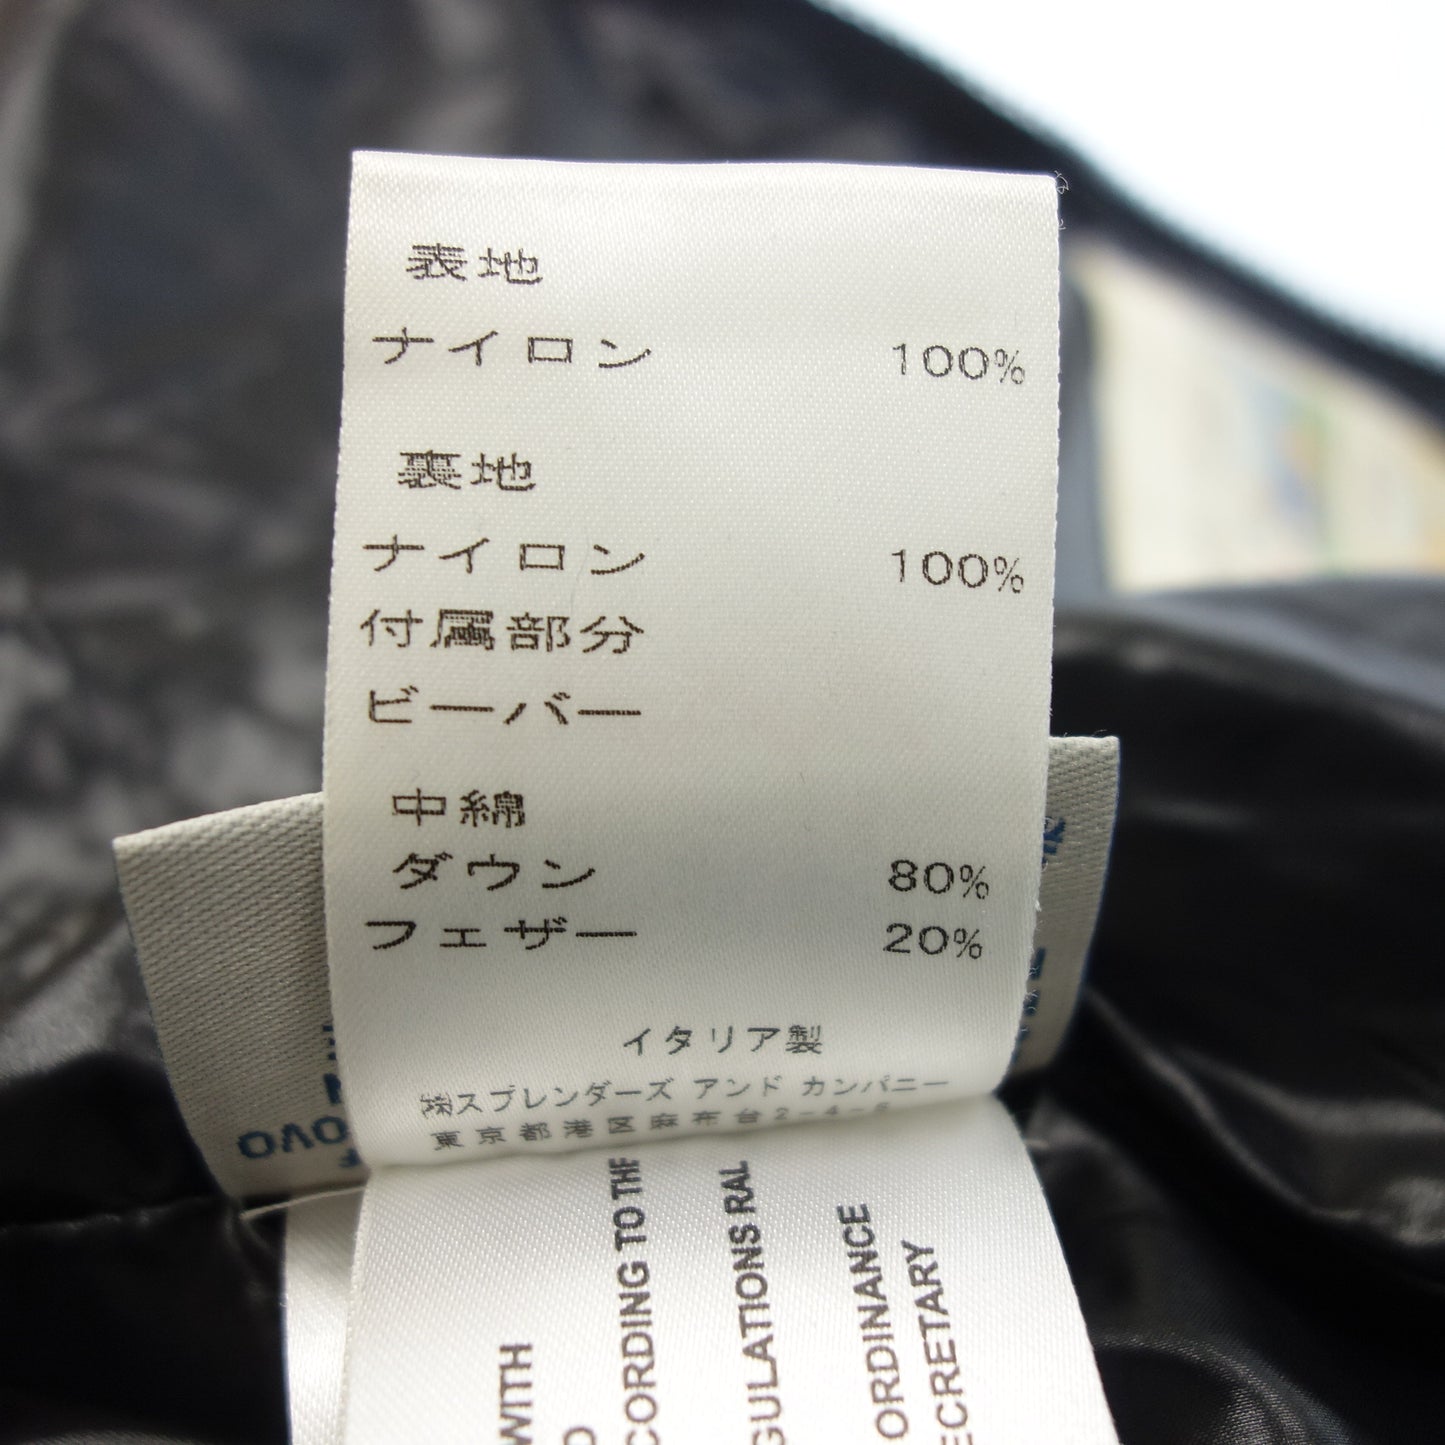 表地
ナイロン 100%
裏地
ナイロン 100%
付属部分
ビーバー
中綿
ダウン 80%
フェザー 20%
イタリア製
㈱スプレンダーズ アンド カンパニー
東京都港区麻布台2-4-5
WITH
CORDING TO THE
GULATIONS RAL
ORDINANCE
ECRETARY
OVO